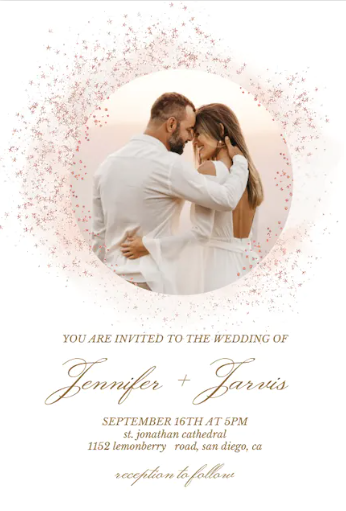 YOU ARE INVITED TO THE WEDDING OF
Jennifer + Jarvis
SEPTEMBER 16TH AT 5PM
st. jonathan cathedral
1152 lemonberry road, san diego, ca
reception to follow